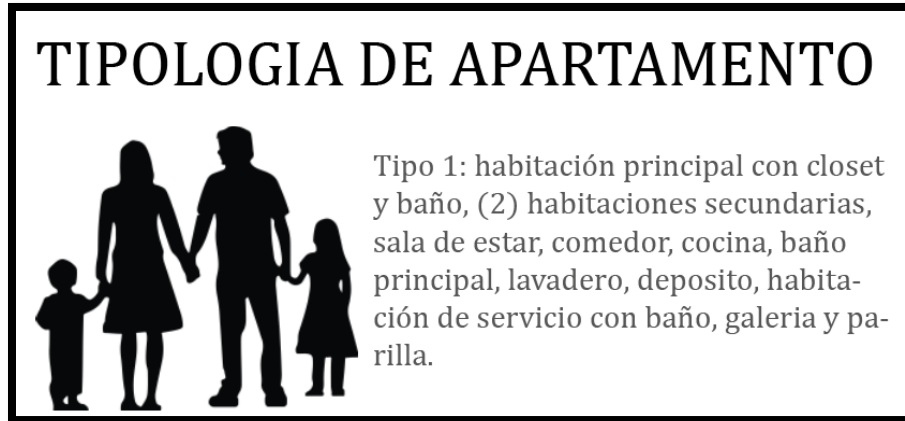 TIPOLOGIA DE APARTAMENTO
Tipo 1: habitación principal con closet
y baño, (2) habitaciones secundarias,
sala de estar, comedor, cocina, baño
principal, lavadero, deposito, habita-
ción de servicio con baño, galeria y pa-
rilla.